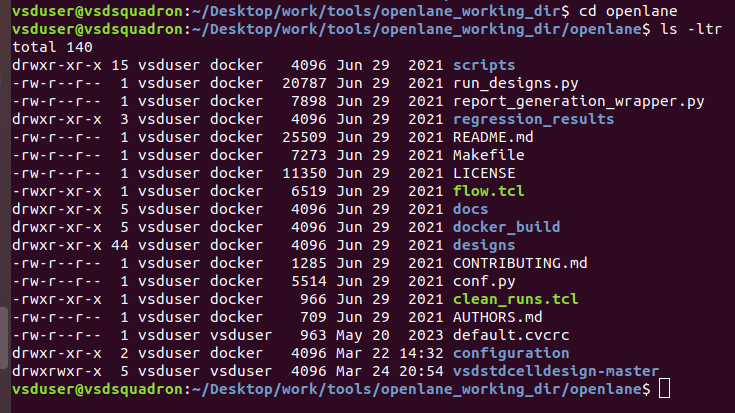 vsduser@vsdsquadron:~/Desktop/work/tools/openlane_working_dir$ cd openlane
vsduser@vsdsquadron:~/Desktop/work/tools/openlane_working_dir/openlane$ ls -ltr
total 140
drwxr-xr-x 15 vsduser docker   4096 Jun 29  2021 scripts
-rw-r--r--  1 vsduser docker  20787 Jun 29  2021 run_designs.py
-rw-r--r--  1 vsduser docker   7898 Jun 29  2021 report_generation_wrapper.py
drwxr-xr-x  3 vsduser docker   4096 Jun 29  2021 regression_results
-rw-r--r--  1 vsduser docker  25509 Jun 29  2021 README.md
-rw-r--r--  1 vsduser docker   7273 Jun 29  2021 Makefile
-rw-r--r--  1 vsduser docker  11350 Jun 29  2021 LICENSE
-rwxr-xr-x  1 vsduser docker   6519 Jun 29  2021 flow.tcl
drwxr-xr-x  5 vsduser docker   4096 Jun 29  2021 docs
drwxr-xr-x  5 vsduser docker   4096 Jun 29  2021 docker_build
drwxr-xr-x 44 vsduser docker   4096 Jun 29  2021 designs
-rw-r--r--  1 vsduser docker   1285 Jun 29  2021 CONTRIBUTING.md
-rw-r--r--  1 vsduser docker   5514 Jun 29  2021 conf.py
-rwxr-xr-x  1 vsduser docker    966 Jun 29  2021 clean_runs.tcl
-rw-r--r--  1 vsduser docker    709 Jun 29  2021 AUTHORS.md
-rw-r--r--  1 vsduser vsduser   963 May 20  2023 default.cvcrc
drwxr-xr-x  2 vsduser docker   4096 Mar 22 14:32 configuration
drwxrwxr-x  5 vsduser vsduser  4096 Mar 24 20:54 vsdstdcelldesign-master
vsduser@vsdsquadron:~/Desktop/work/tools/openlane_working_dir/openlane$